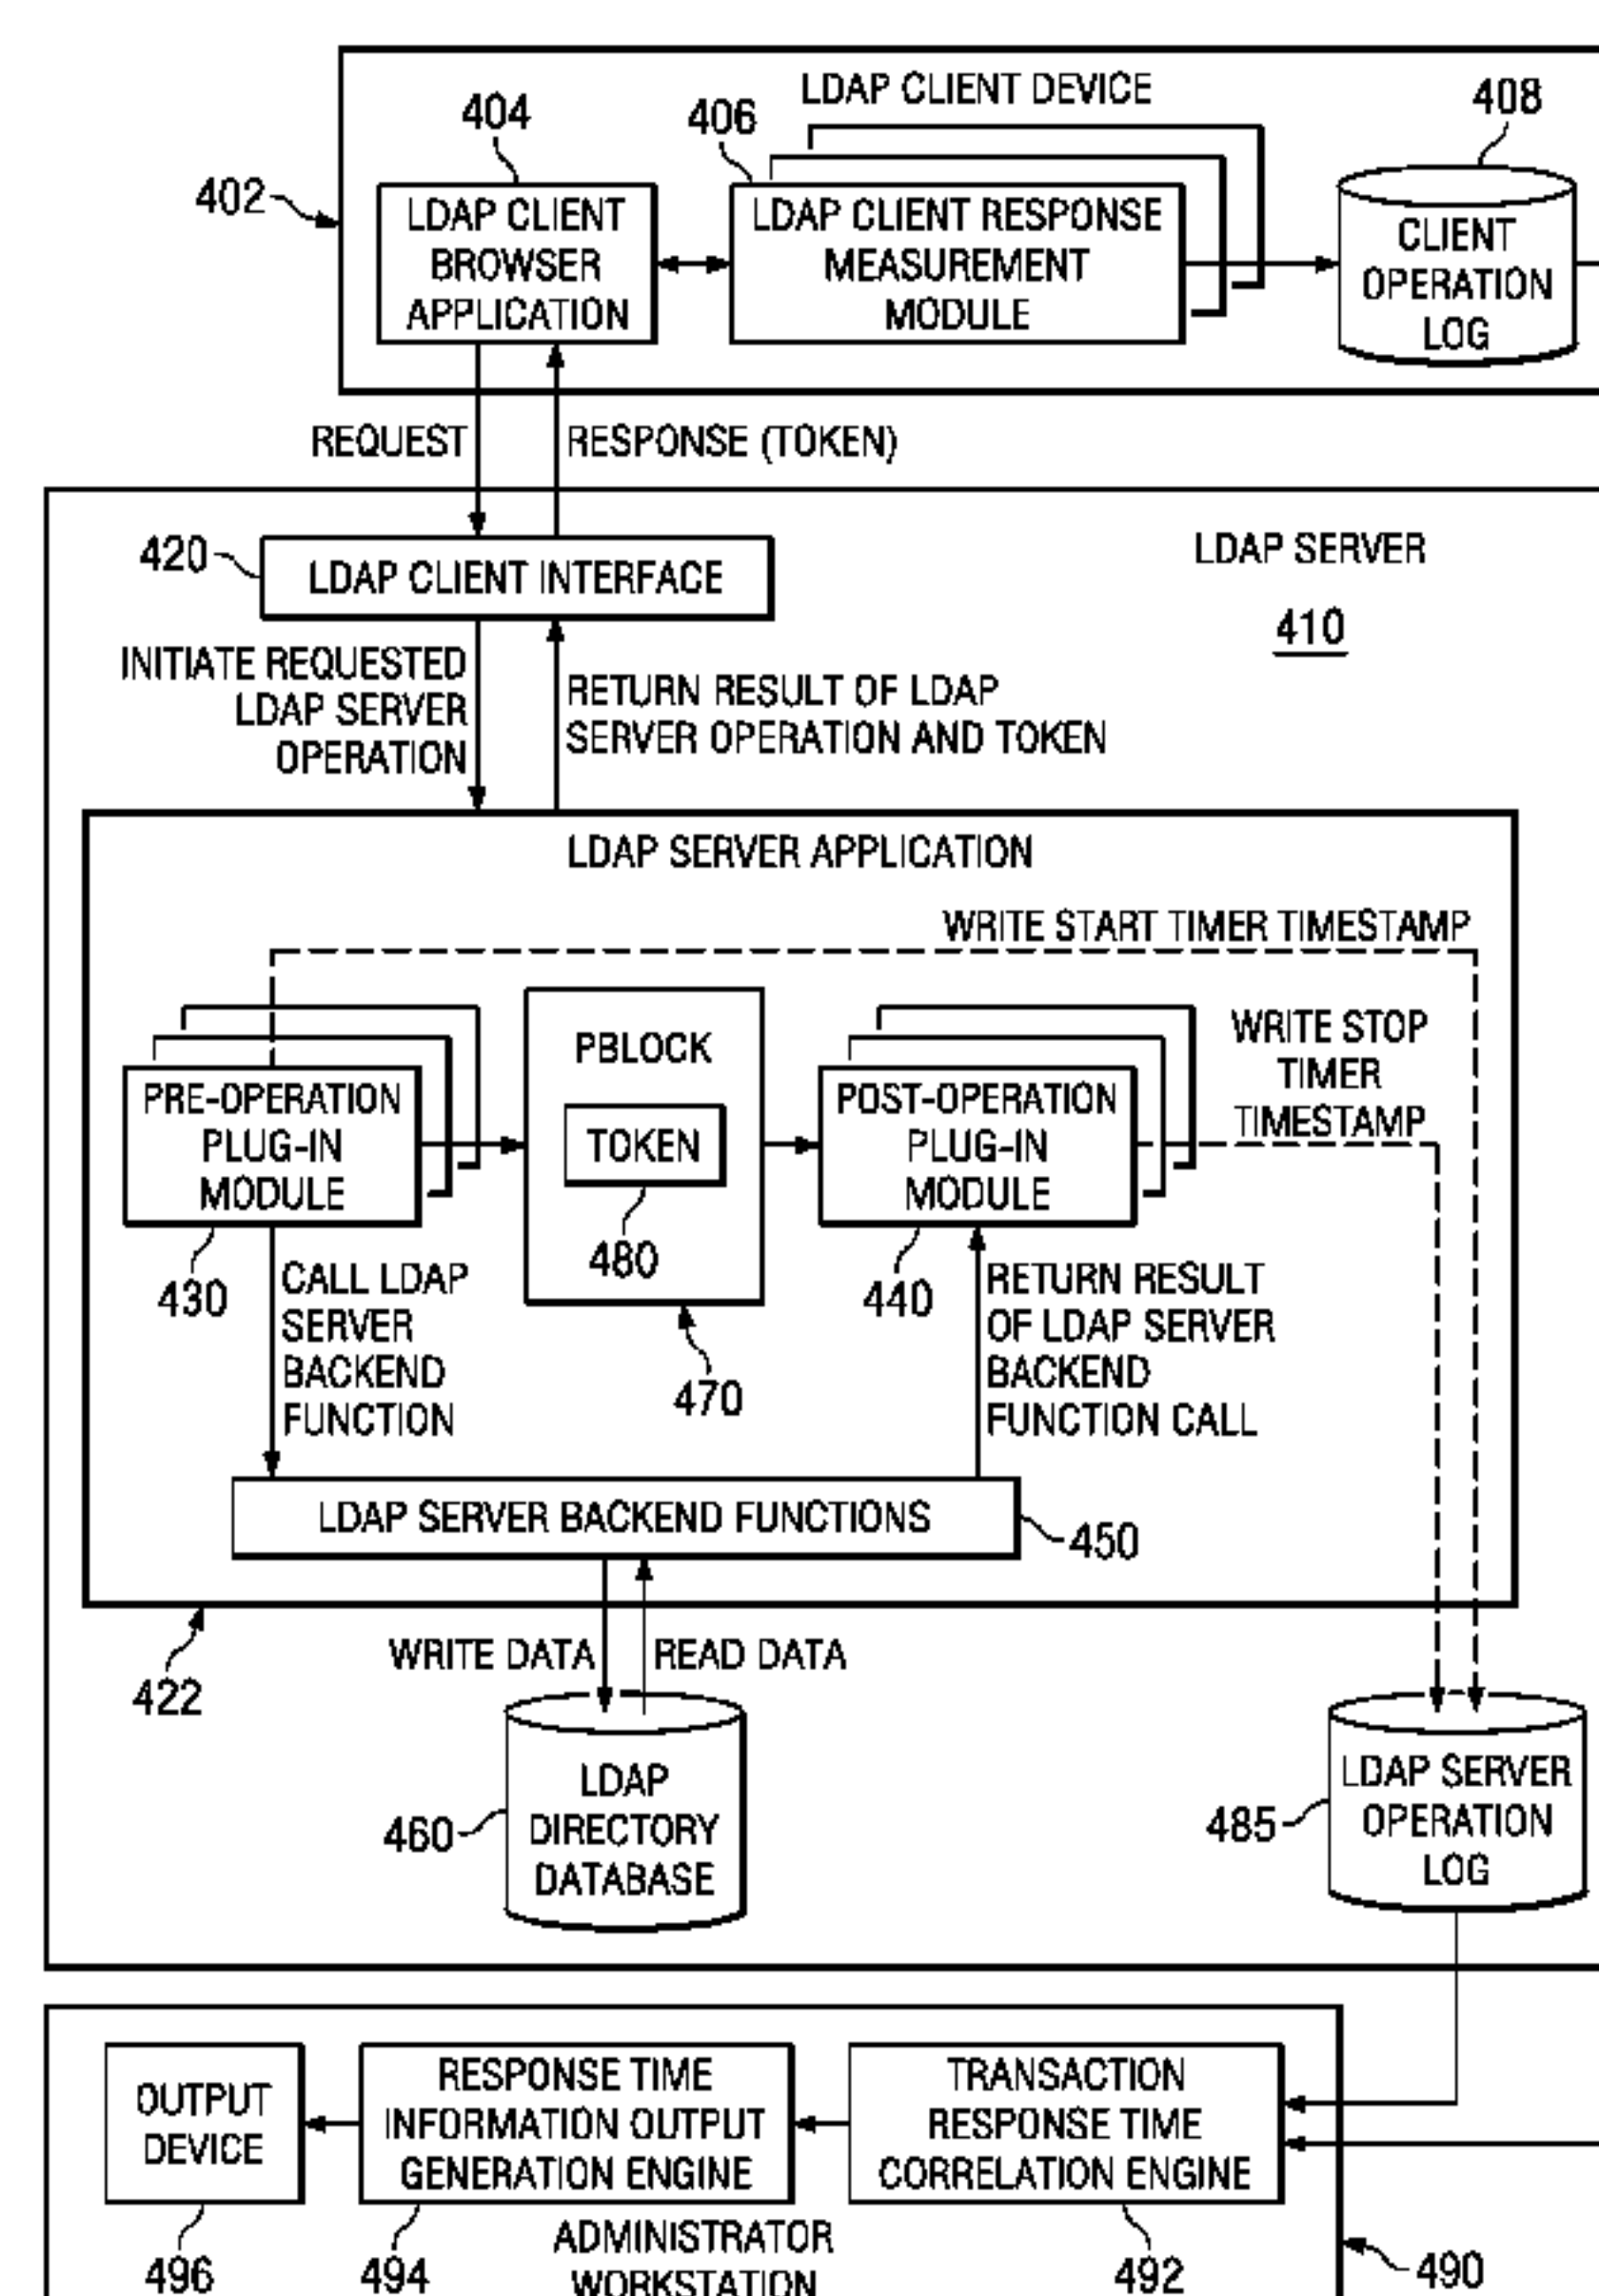 LDAP CLIENT DEVICE
402
404
406
408
LDAP CLIENT
BROWSER
APPLICATION
LDAP CLIENT RESPONSE
MEASUREMENT
MODULE
CLIENT
OPERATION
LOG
REQUEST
RESPONSE (TOKEN)
420
LDAP CLIENT INTERFACE
LDAP SERVER
410
INITIATE REQUESTED
LDAP SERVER
OPERATION
RETURN RESULT OF LDAP
SERVER OPERATION AND TOKEN
LDAP SERVER APPLICATION
WRITE START TIMER TIMESTAMP
PRE-OPERATION
PLUG-IN
MODULE
430
PBLOCK
TOKEN
480
470
POST-OPERATION
PLUG-IN
MODULE
440
WRITE STOP
TIMER
TIMESTAMP
CALL LDAP
SERVER
BACKEND
FUNCTION
RETURN RESULT
OF LDAP SERVER
BACKEND
FUNCTION CALL
LDAP SERVER BACKEND FUNCTIONS
450
422
WRITE DATA
READ DATA
460
LDAP
DIRECTORY
DATABASE
485
LDAP SERVER
OPERATION
LOG
OUTPUT
DEVICE
496
RESPONSE TIME
INFORMATION OUTPUT
GENERATION ENGINE
494
TRANSACTION
RESPONSE TIME
CORRELATION ENGINE
492
ADMINISTRATOR
WORKSTATION
490